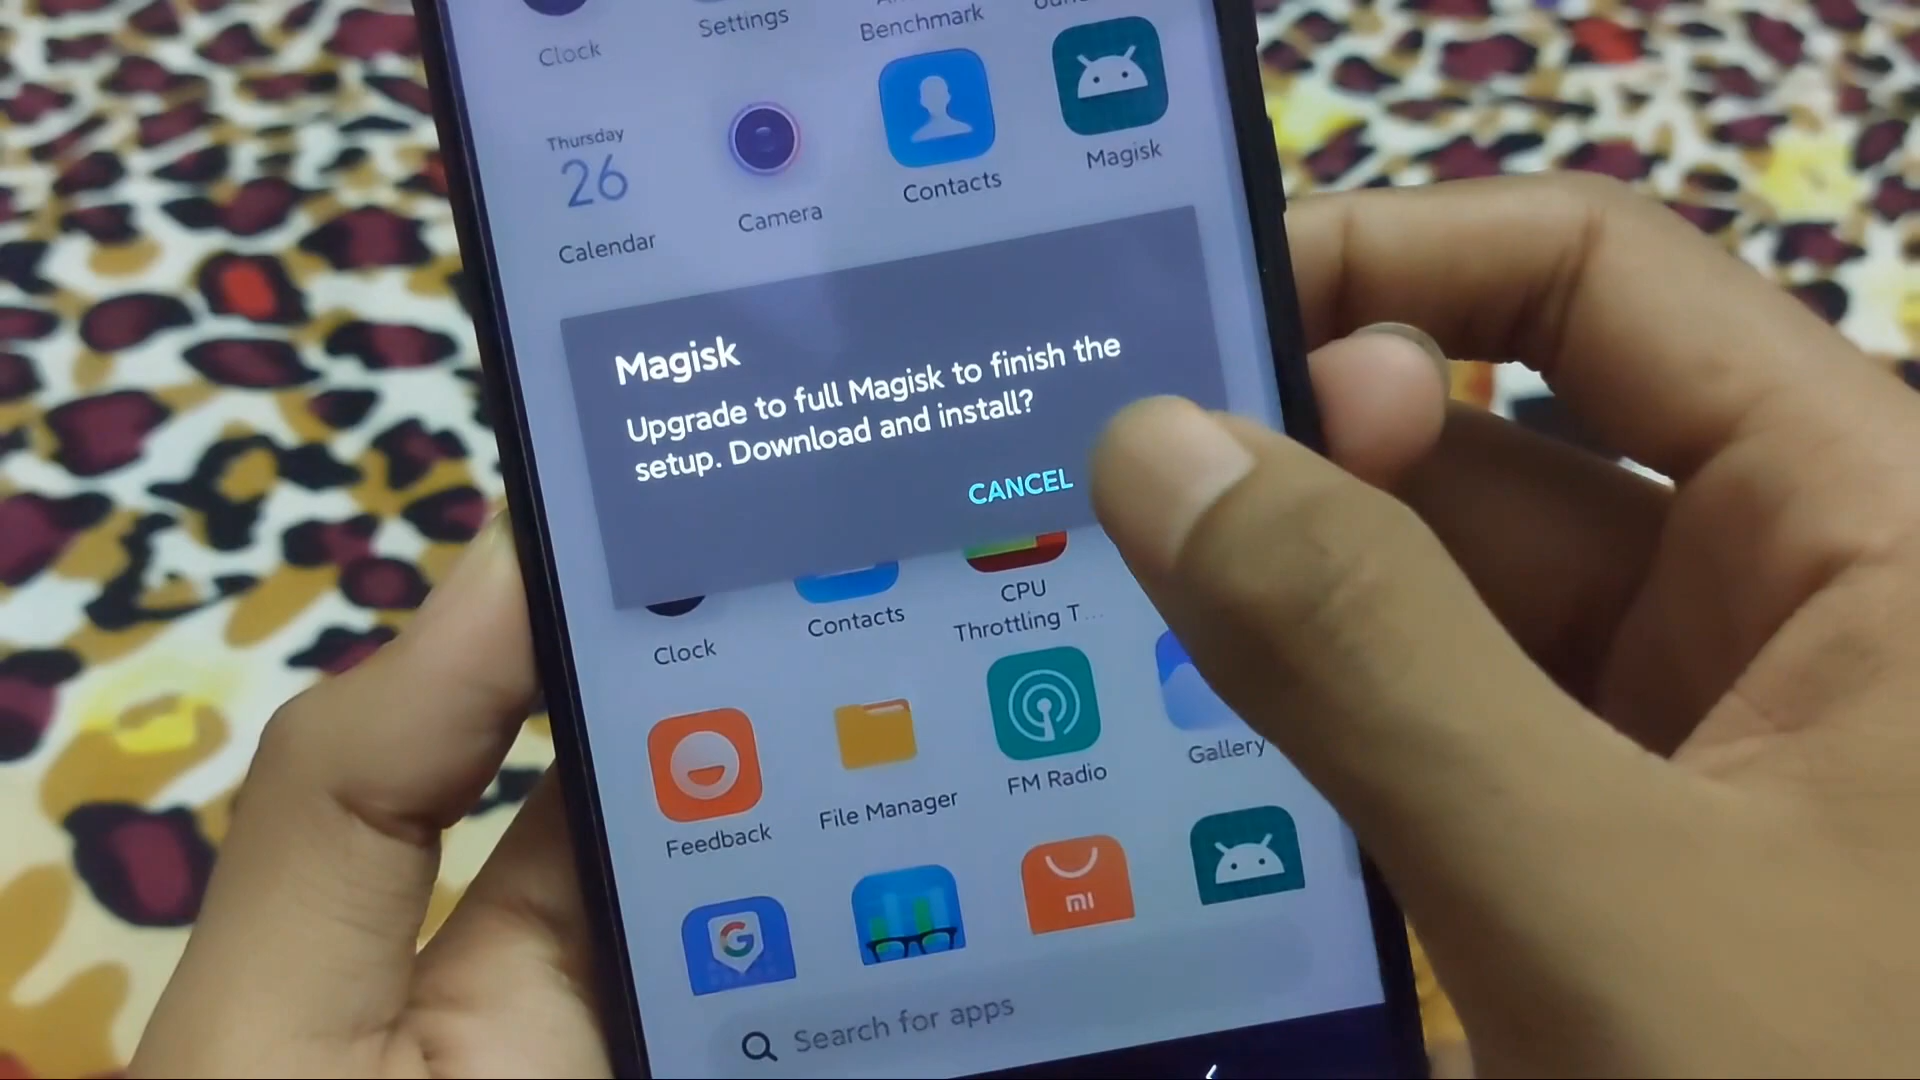 Clock
Settings
Benchmark
Thursday
26
Calendar
Camera
Contacts
Magisk
Magisk
Upgrade to full Magisk to finish the
setup. Download and install?
CANCEL
Clock
Contacts
CPU
Throttling T...
Feedback
File Manager
FM Radio
Gallery
G
mi
Search for apps